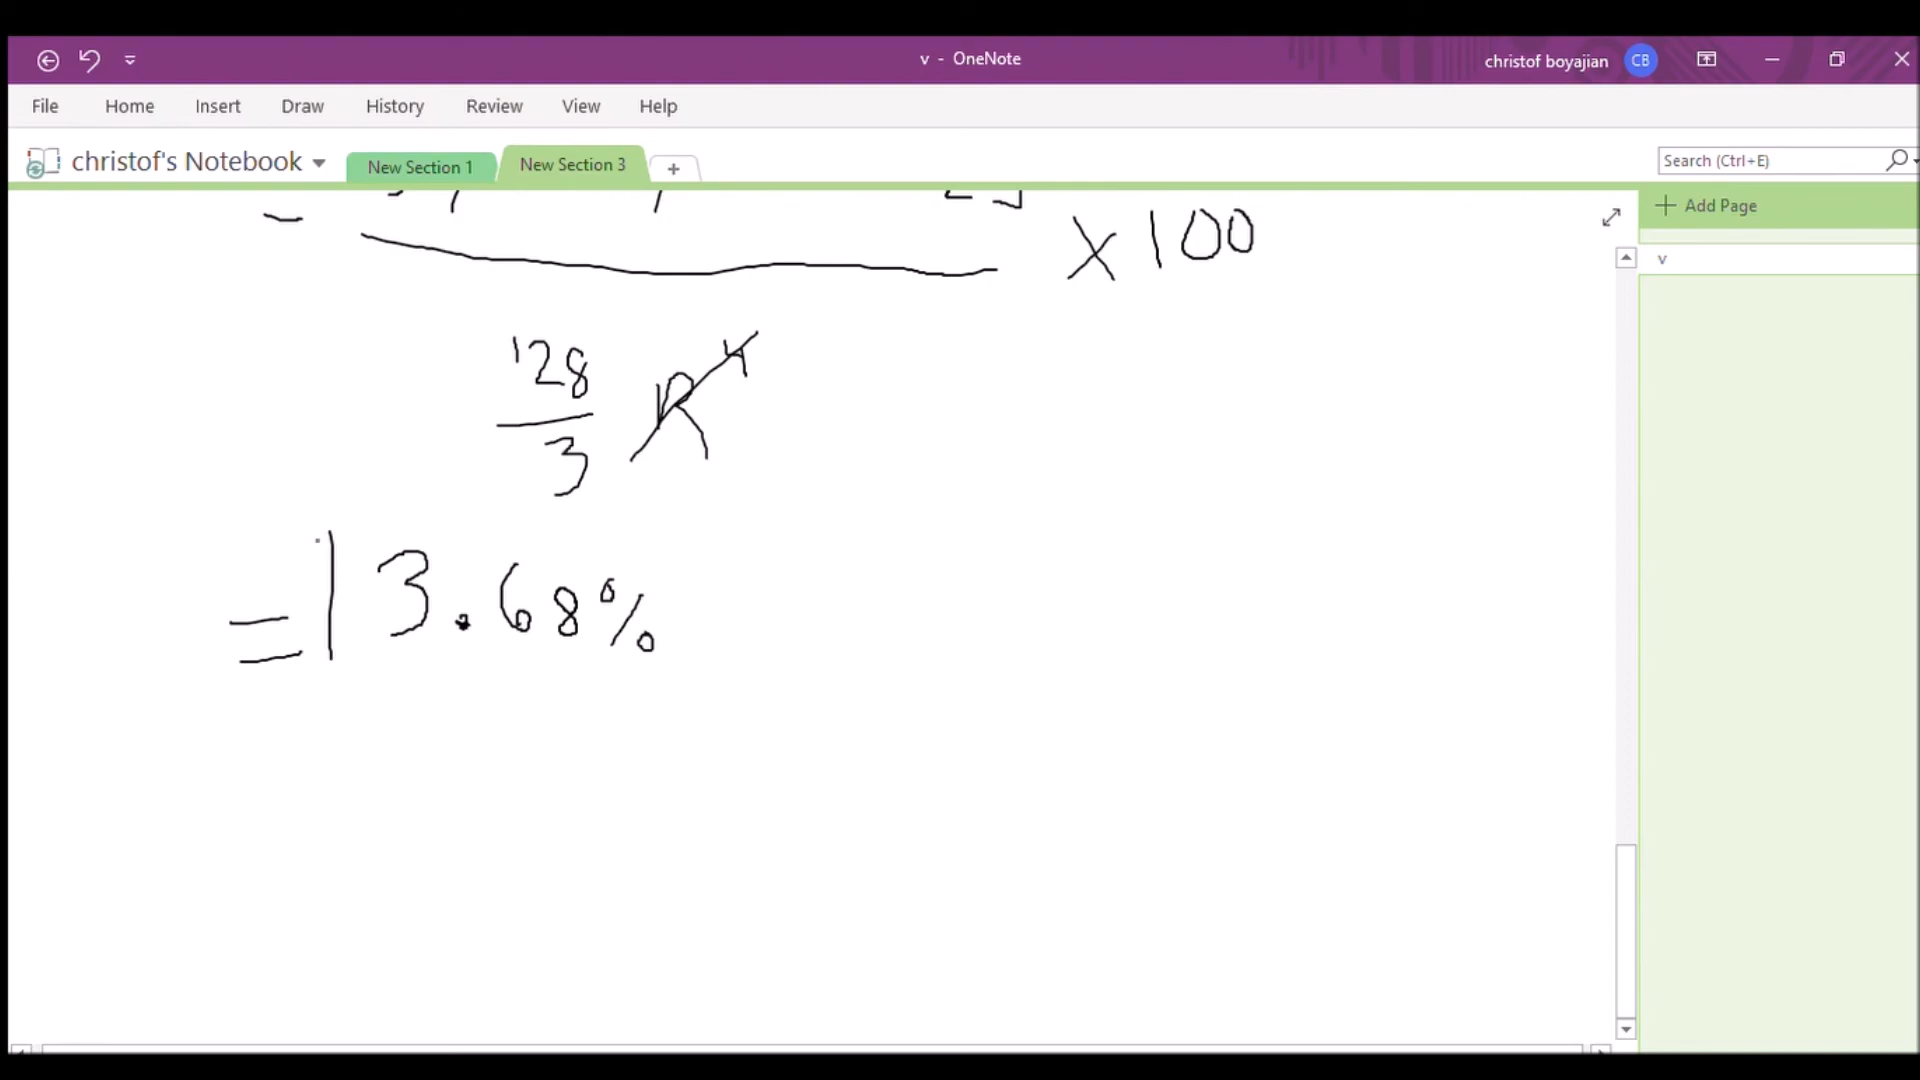 v - OneNote
christof boyajian CB
File Home Insert Draw History Review View Help
christof's Notebook New Section 1 New Section 3 +
Search (Ctrl+E)
Add Page
v
=
x 100
128
3
R^4
= 13.68%